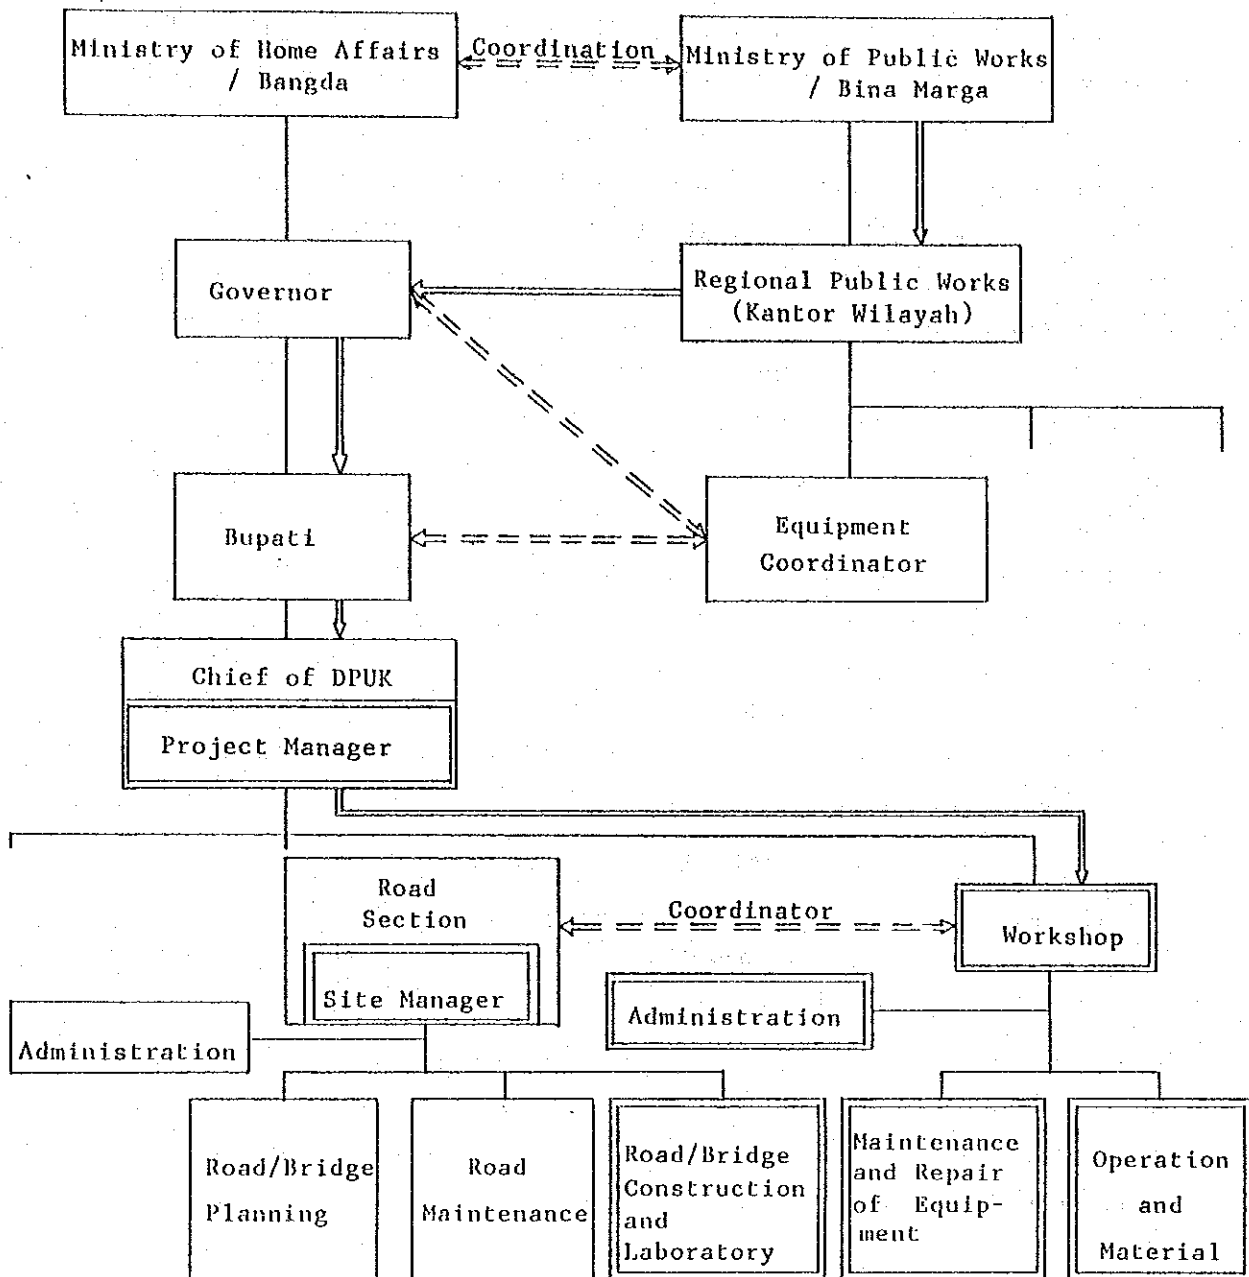 Ministry of Home Affairs
/ Bangda
Coordination
Ministry of Public Works
/ Bina Marga
Governor
Regional Public Works
(Kantor Wilayah)
Bupati
Equipment
Coordinator
Chief of DPUK
Project Manager
Road
Section
Site Manager
Coordinator
Workshop
Administration
Administration
Road/Bridge
Planning
Road
Maintenance
Road/Bridge
Construction
and
Laboratory
Maintenance
and Repair
of Equip-
ment
Operation
and
Material